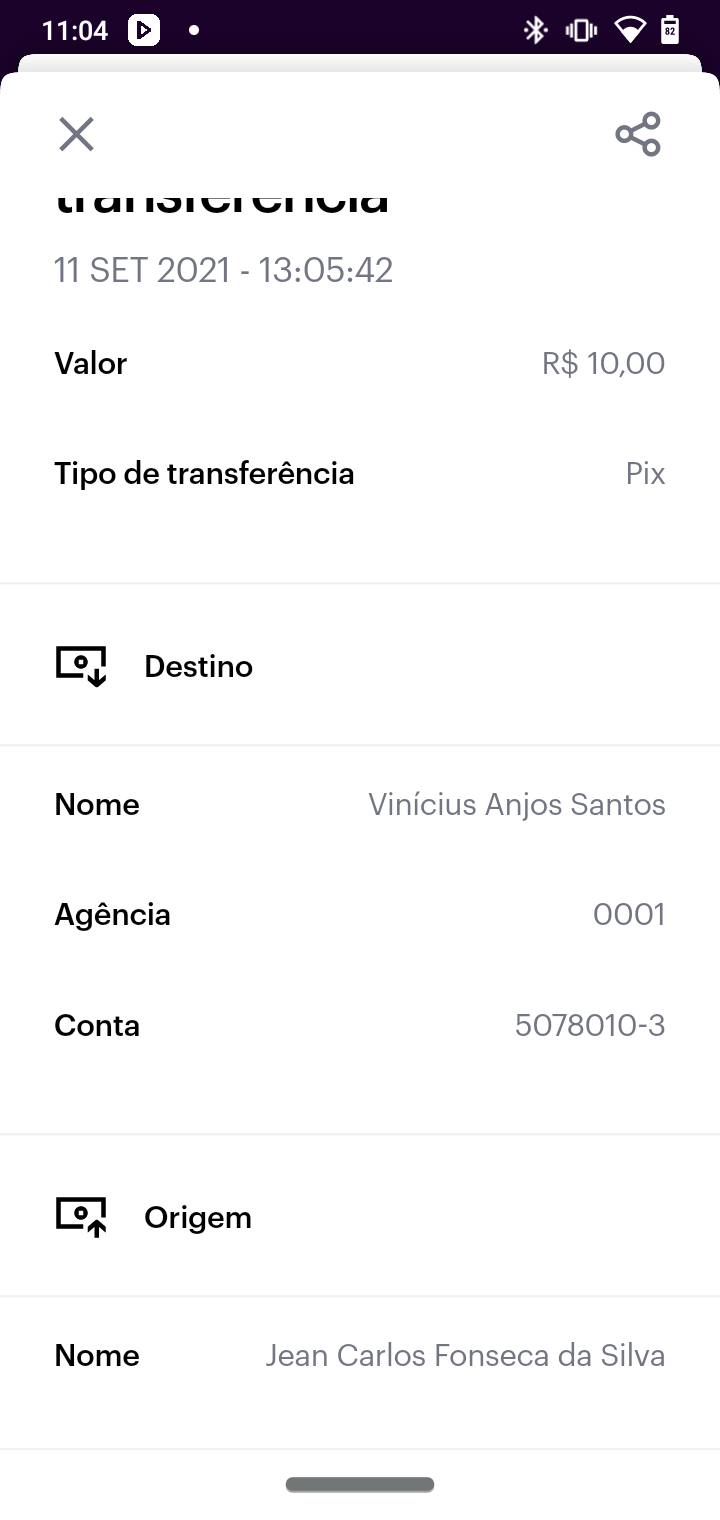 11:04
82
transferência
11 SET 2021 - 13:05:42
Valor R$ 10,00
Tipo de transferência Pix
Destino
Nome Vinícius Anjos Santos
Agência 0001
Conta 5078010-3
Origem
Nome Jean Carlos Fonseca da Silva